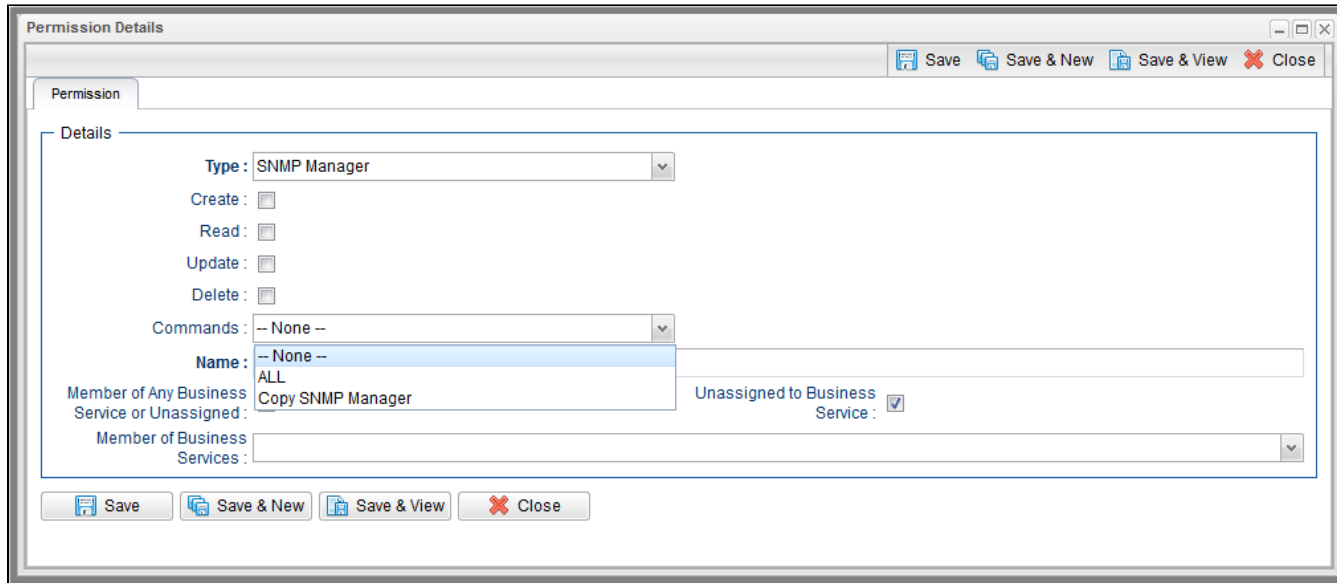 Permission Details
Save Save & New Save & View Close
Permission
Details
Type : SNMP Manager
Create :
Read :
Update :
Delete :
Commands : -- None --
Name :
-- None --
ALL
Copy SNMP Manager
Member of Any Business
Service or Unassigned :
Unassigned to Business
Service :
Member of Business
Services :
Save Save & New Save & View Close